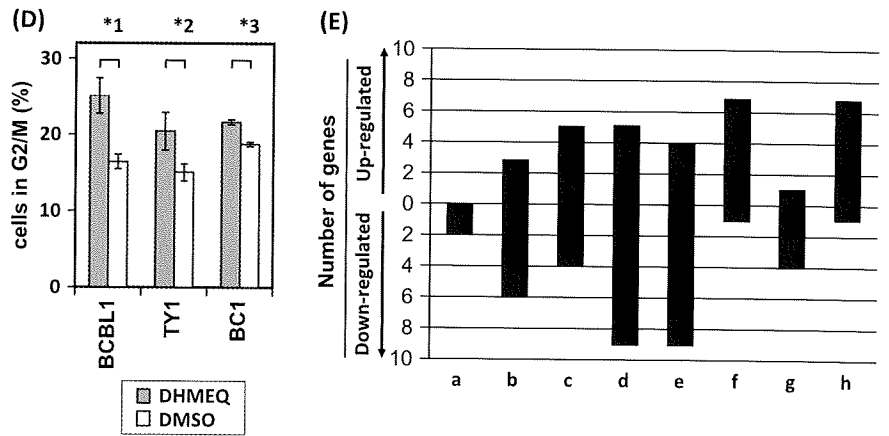 (D)
*1 *2 *3
cells in G2/M (%)
30
20
10
0
BCBL1
TY1
BC1
DHMEQ
DMSO
(E)
Number of genes
Up-regulated
Down-regulated
10
8
6
4
2
0
2
4
6
8
10
a b c d e f g h